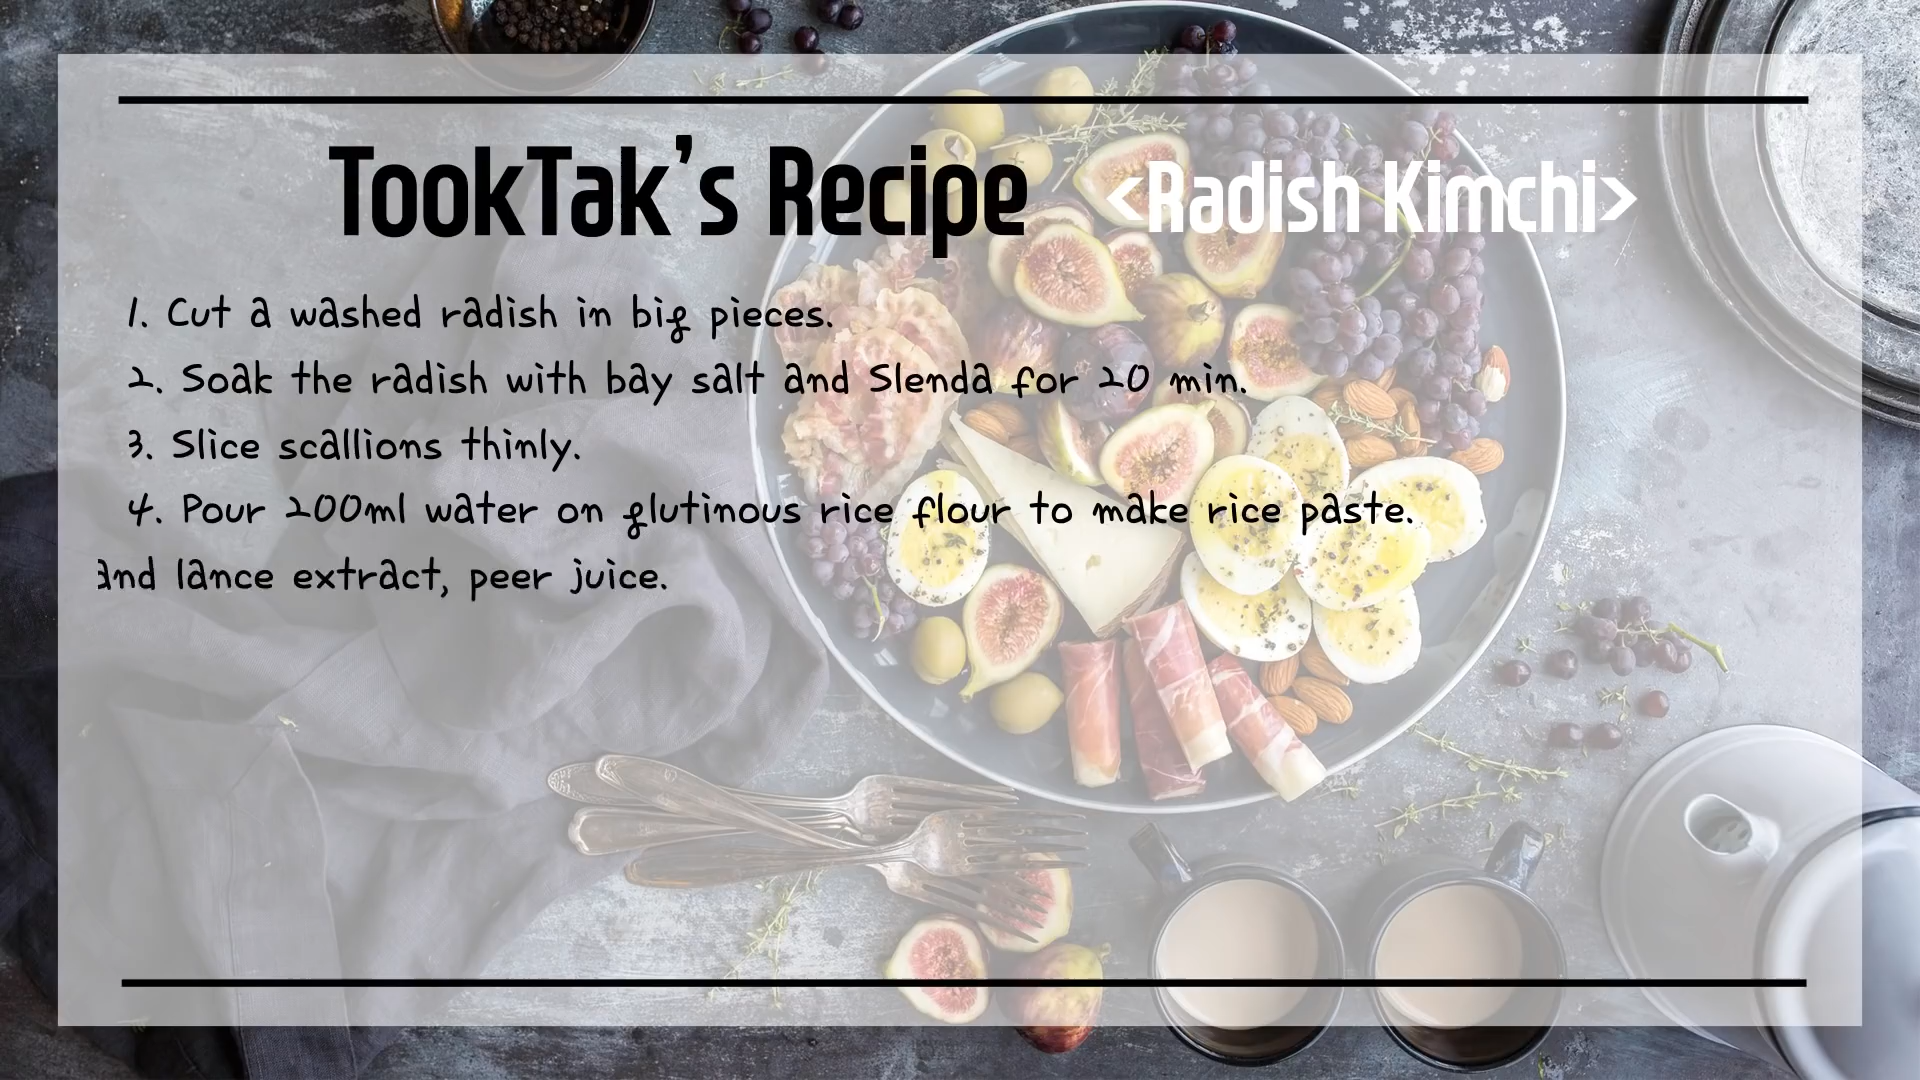 TookTak's Recipe <Radish Kimchi>
1. Cut a washed radish in big pieces.
2. Soak the radish with bay salt and Slenda for 20 min.
3. Slice scallions thinly.
4. Pour 200ml water on glutinous rice flour to make rice paste.
and lance extract, peer juice.